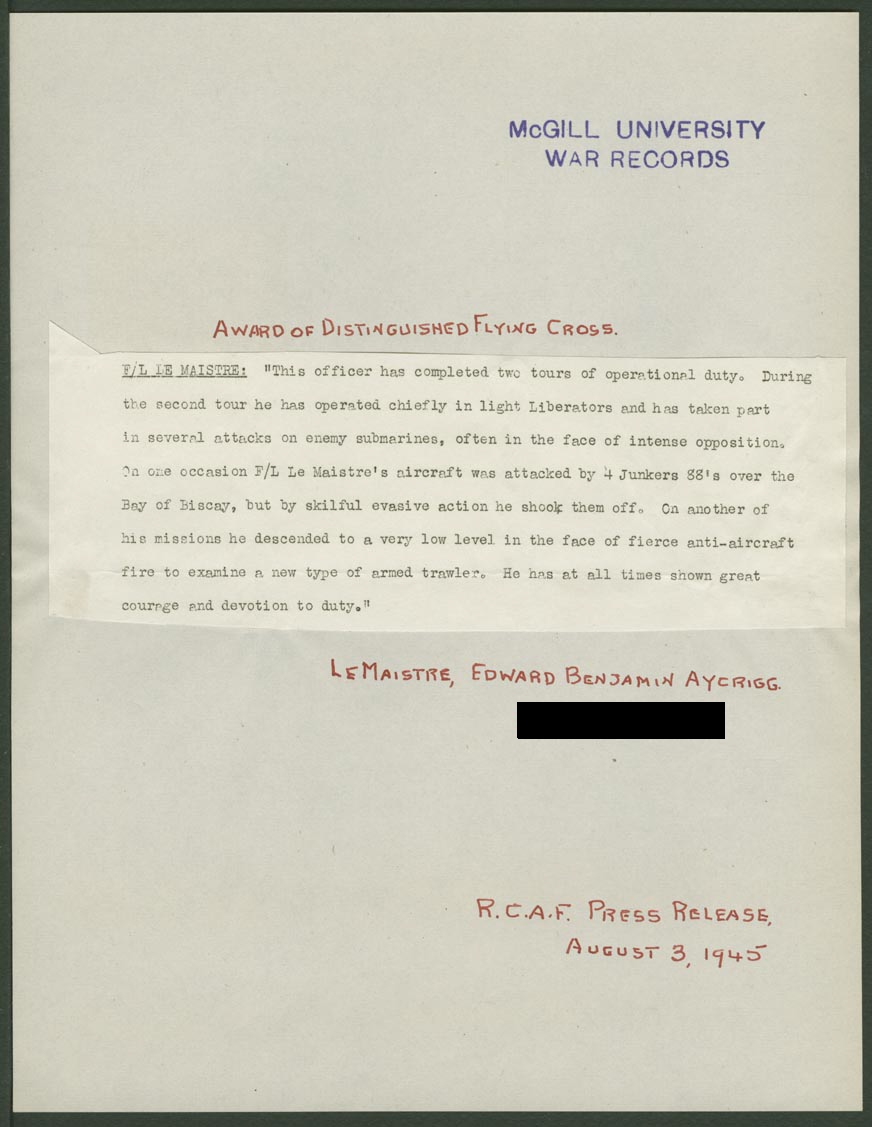 McGILL UNIVERSITY
WAR RECORDS
AWARD OF DISTINGUISHED FLYING CROSS.
F/L LE MAISTRE: "This officer has completed two tours of operational duty. During
the second tour he has operated chiefly in light Liberators and has taken part
in several attacks on enemy submarines, often in the face of intense opposition.
On one occasion F/L Le Maistre's aircraft was attacked by 4 Junkers 88's over the
Bay of Biscay, but by skilful evasive action he shook them off. On another of
his missions he descended to a very low level in the face of fierce anti-aircraft
fire to examine a new type of armed trawler. He has at all times shown great
courage and devotion to duty."
LEMAISTRE, EDWARD BENJAMIN AYCRIGG.
R.C.A.F. PRESS RELEASE,
AUGUST 3, 1945